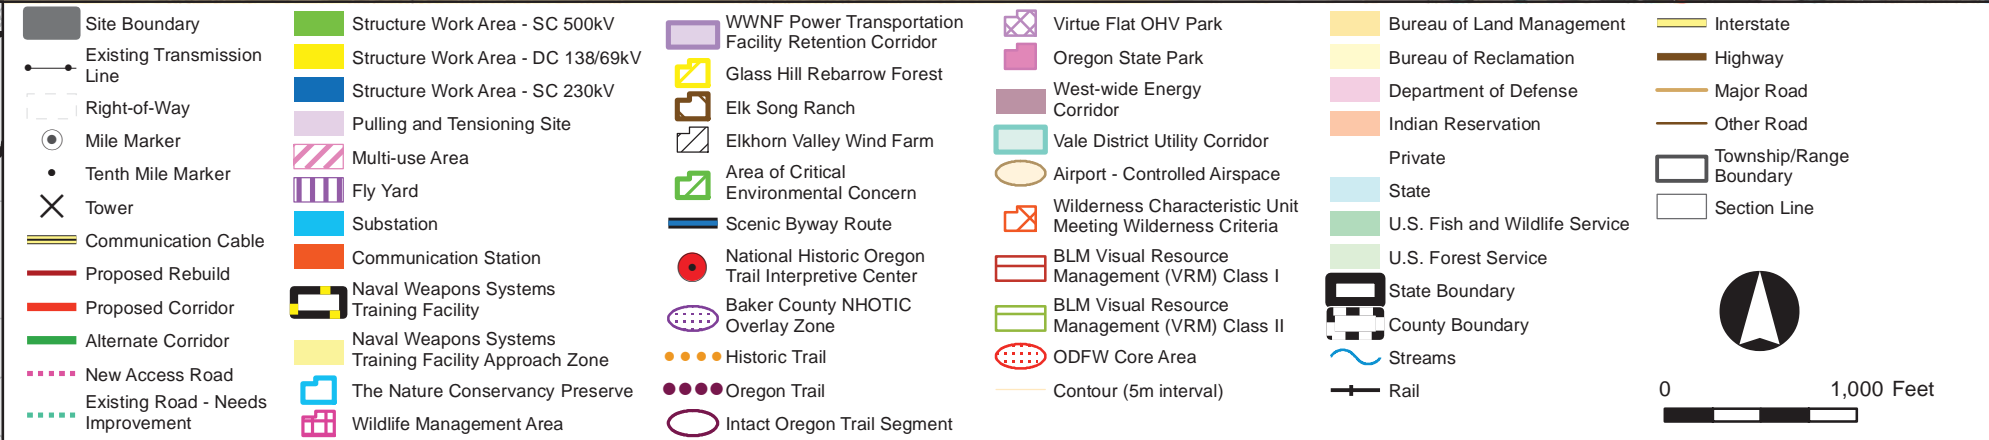 Site Boundary
Existing Transmission
Line
Right-of-Way
Mile Marker
Tenth Mile Marker
Tower
Communication Cable
Proposed Rebuild
Proposed Corridor
Alternate Corridor
New Access Road
Existing Road - Needs
Improvement
Structure Work Area - SC 500kV
Structure Work Area - DC 138/69kV
Structure Work Area - SC 230kV
Pulling and Tensioning Site
Multi-use Area
Fly Yard
Substation
Communication Station
Naval Weapons Systems
Training Facility
Naval Weapons Systems
Training Facility Approach Zone
The Nature Conservancy Preserve
Wildlife Management Area
WWNF Power Transportation
Facility Retention Corridor
Glass Hill Rebarrow Forest
Elk Song Ranch
Elkhorn Valley Wind Farm
Area of Critical
Environmental Concern
Scenic Byway Route
National Historic Oregon
Trail Interpretive Center
Baker County NHOTIC
Overlay Zone
Historic Trail
Oregon Trail
Intact Oregon Trail Segment
Virtue Flat OHV Park
Oregon State Park
West-wide Energy
Corridor
Vale District Utility Corridor
Airport - Controlled Airspace
Wilderness Characteristic Unit
Meeting Wilderness Criteria
BLM Visual Resource
Management (VRM) Class I
BLM Visual Resource
Management (VRM) Class II
ODFW Core Area
Contour (5m interval)
Bureau of Land Management
Bureau of Reclamation
Department of Defense
Indian Reservation
Private
State
U.S. Fish and Wildlife Service
U.S. Forest Service
State Boundary
County Boundary
Streams
Rail
Interstate
Highway
Major Road
Other Road
Township/Range
Boundary
Section Line
0 1,000 Feet